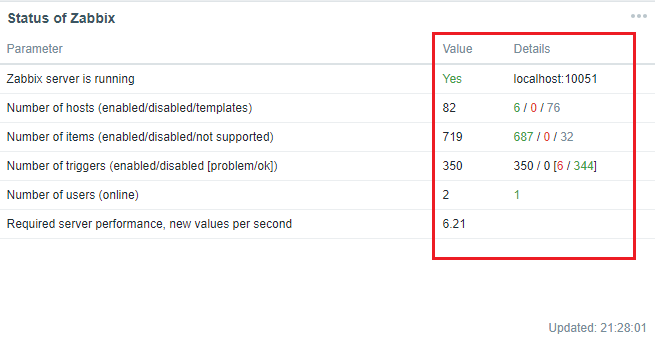 Status of Zabbix
Parameter Value Details
Zabbix server is running Yes localhost:10051
Number of hosts (enabled/disabled/templates) 82 6 / 0 / 76
Number of items (enabled/disabled/not supported) 719 687 / 0 / 32
Number of triggers (enabled/disabled [problem/ok]) 350 350 / 0 [6 / 344]
Number of users (online) 2 1
Required server performance, new values per second 6.21
Updated: 21:28:01